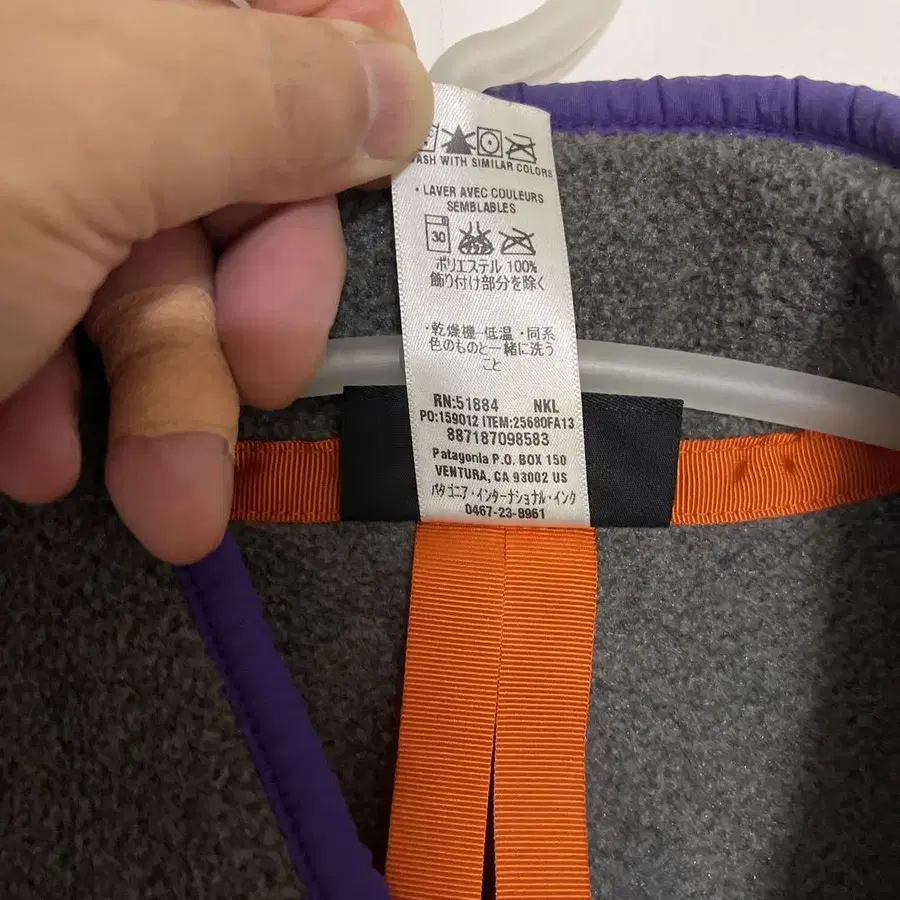 WASH WITH SIMILAR COLORS
· LAVER AVEC COULEURS
SEMBLABLES
30
ポリエステル 100%
飾り付け部分を除く
·乾燥機─低温 ·同系
色のものと一緒に洗う
こと
RN:51884 NKL
PO:159012 ITEM:25680FA13
887187098583
Patagonia P.O. BOX 150
VENTURA, CA 93002 US
パタゴニア・インターナショナル・インク
0467-23-8961